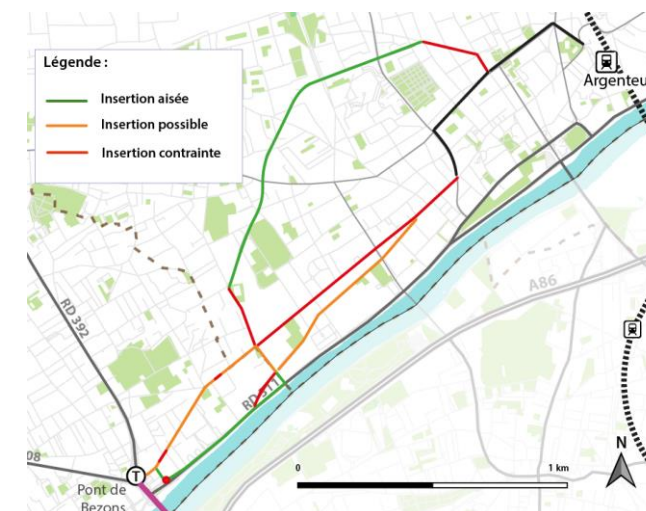 Légende :
Insertion aisée
Insertion possible
Insertion contrainte
Argenteu
A86
RD 392
RD 311
N
0
1 km
08
T
Pont de
Bezons